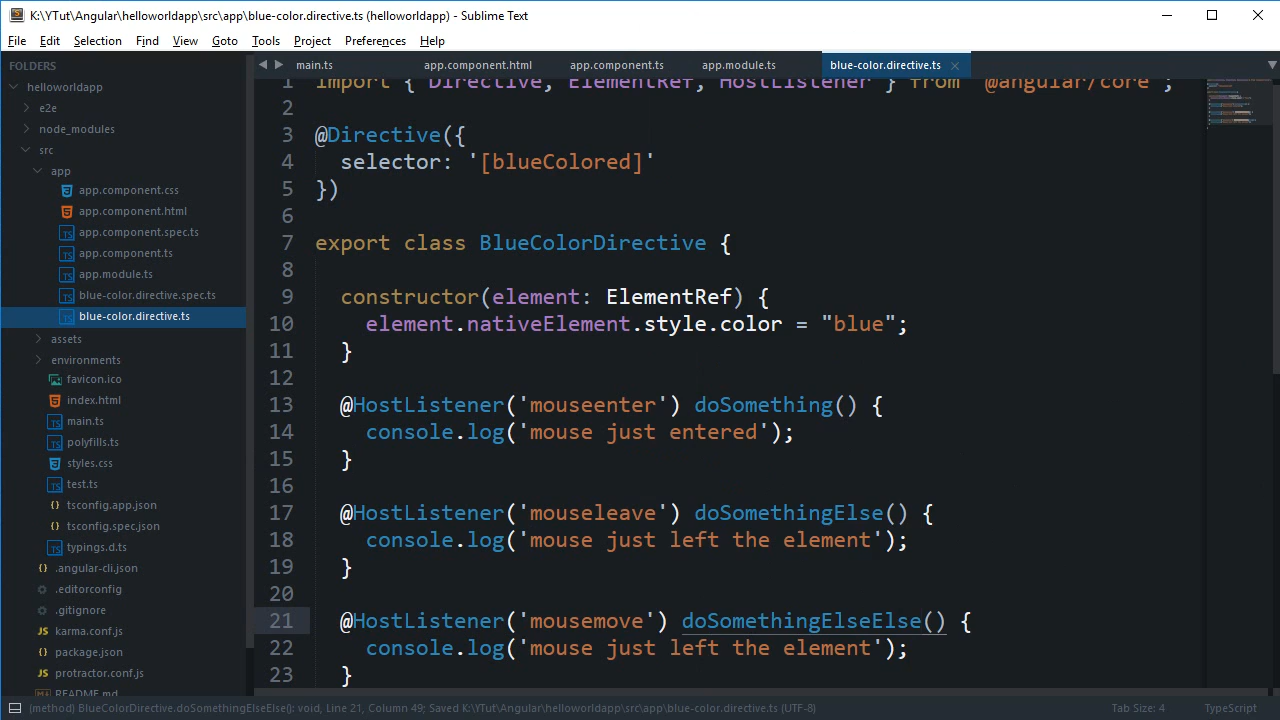 K:\YTut\Angular\helloworldapp\src\app\blue-color.directive.ts (helloworldapp) - Sublime Text
File Edit Selection Find View Goto Tools Project Preferences Help
FOLDERS
helloworldapp
e2e
node_modules
src
app
app.component.css
app.component.html
app.component.spec.ts
app.component.ts
app.module.ts
blue-color.directive.spec.ts
blue-color.directive.ts
assets
environments
favicon.ico
index.html
main.ts
polyfills.ts
styles.css
test.ts
tsconfig.app.json
tsconfig.spec.json
typings.d.ts
.angular-cli.json
.editorconfig
.gitignore
karma.conf.js
package.json
protractor.conf.js
README.md
main.ts app.component.html app.component.ts app.module.ts blue-color.directive.ts
1 import { Directive, ElementRef, HostListener } from '@angular/core';
2
3 @Directive({
4 selector: '[blueColored]'
5 })
6
7 export class BlueColorDirective {
8
9 constructor(element: ElementRef) {
10 element.nativeElement.style.color = "blue";
11 }
12
13 @HostListener('mouseenter') doSomething() {
14 console.log('mouse just entered');
15 }
16
17 @HostListener('mouseleave') doSomethingElse() {
18 console.log('mouse just left the element');
19 }
20
21 @HostListener('mousemove') doSomethingElseElse() {
22 console.log('mouse just left the element');
23 }
(method) BlueColorDirective.doSomethingElseElse(): void, Line 21, Column 49; Saved K:\YTut\Angular\helloworldapp\src\app\blue-color.directive.ts (UTF-8) Tab Size: 4 TypeScript